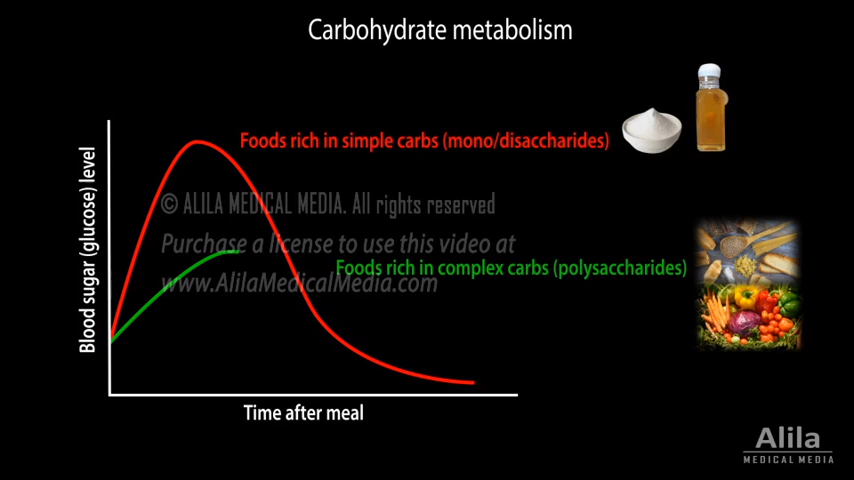 Carbohydrate metabolism
Foods rich in simple carbs (mono/disaccharides)
© ALILA MEDICAL MEDIA. All rights reserved
Purchase a license to use this video at
www.AlilaMedicalMedia.com
Foods rich in complex carbs (polysaccharides)
Blood sugar (glucose) level
Time after meal
Alila
MEDICAL MEDIA